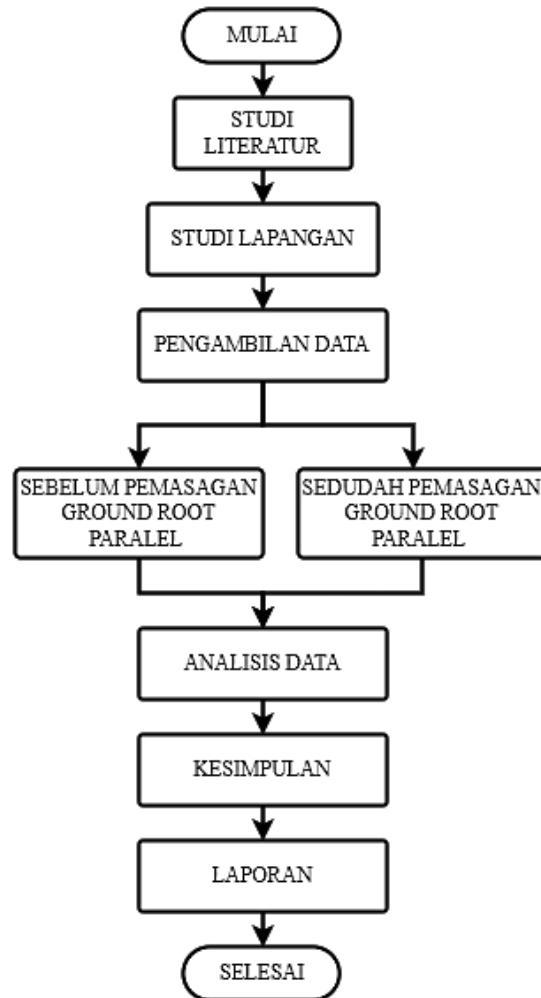 MULAI
STUDI
LITERATUR
STUDI LAPANGAN
PENGAMBILAN DATA
SEBELUM PEMASAGAN
GROUND ROOT
PARALEL
SEDUDAH PEMASAGAN
GROUND ROOT
PARALEL
ANALISIS DATA
KESIMPULAN
LAPORAN
SELESAI